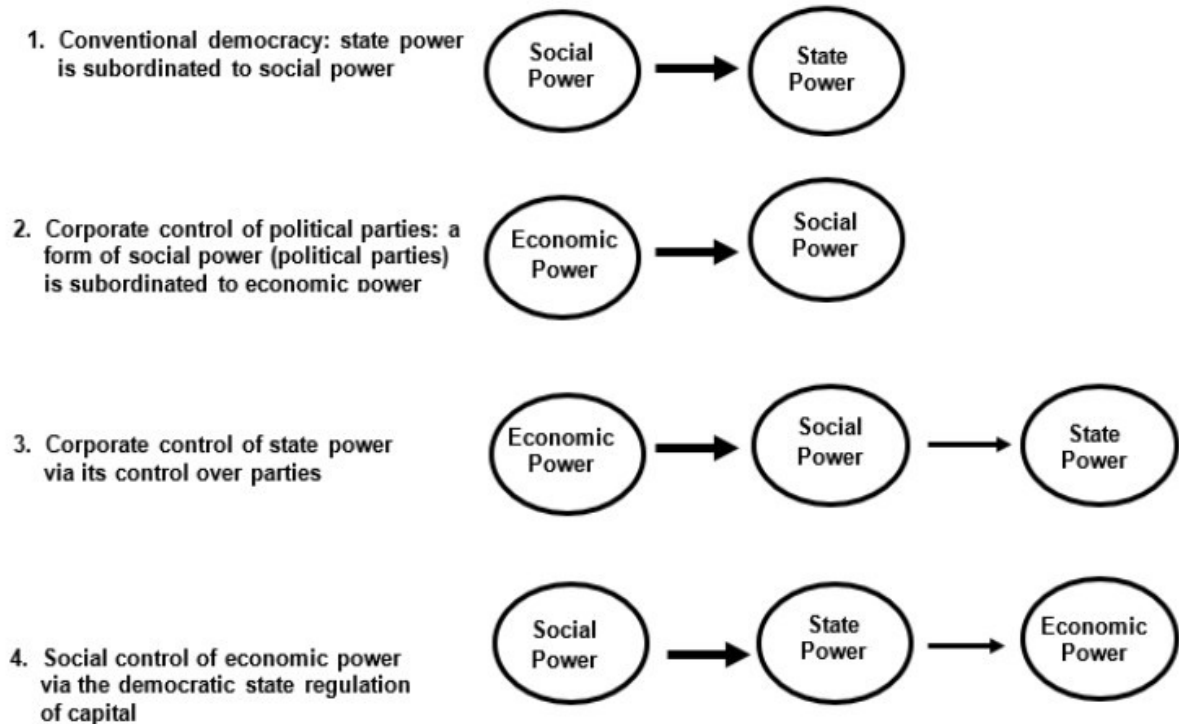 1. Conventional democracy: state power
is subordinated to social power
Social
Power
State
Power
2. Corporate control of political parties: a
form of social power (political parties)
is subordinated to economic power
Economic
Power
Social
Power
3. Corporate control of state power
via its control over parties
Economic
Power
Social
Power
State
Power
4. Social control of economic power
via the democratic state regulation
of capital
Social
Power
State
Power
Economic
Power